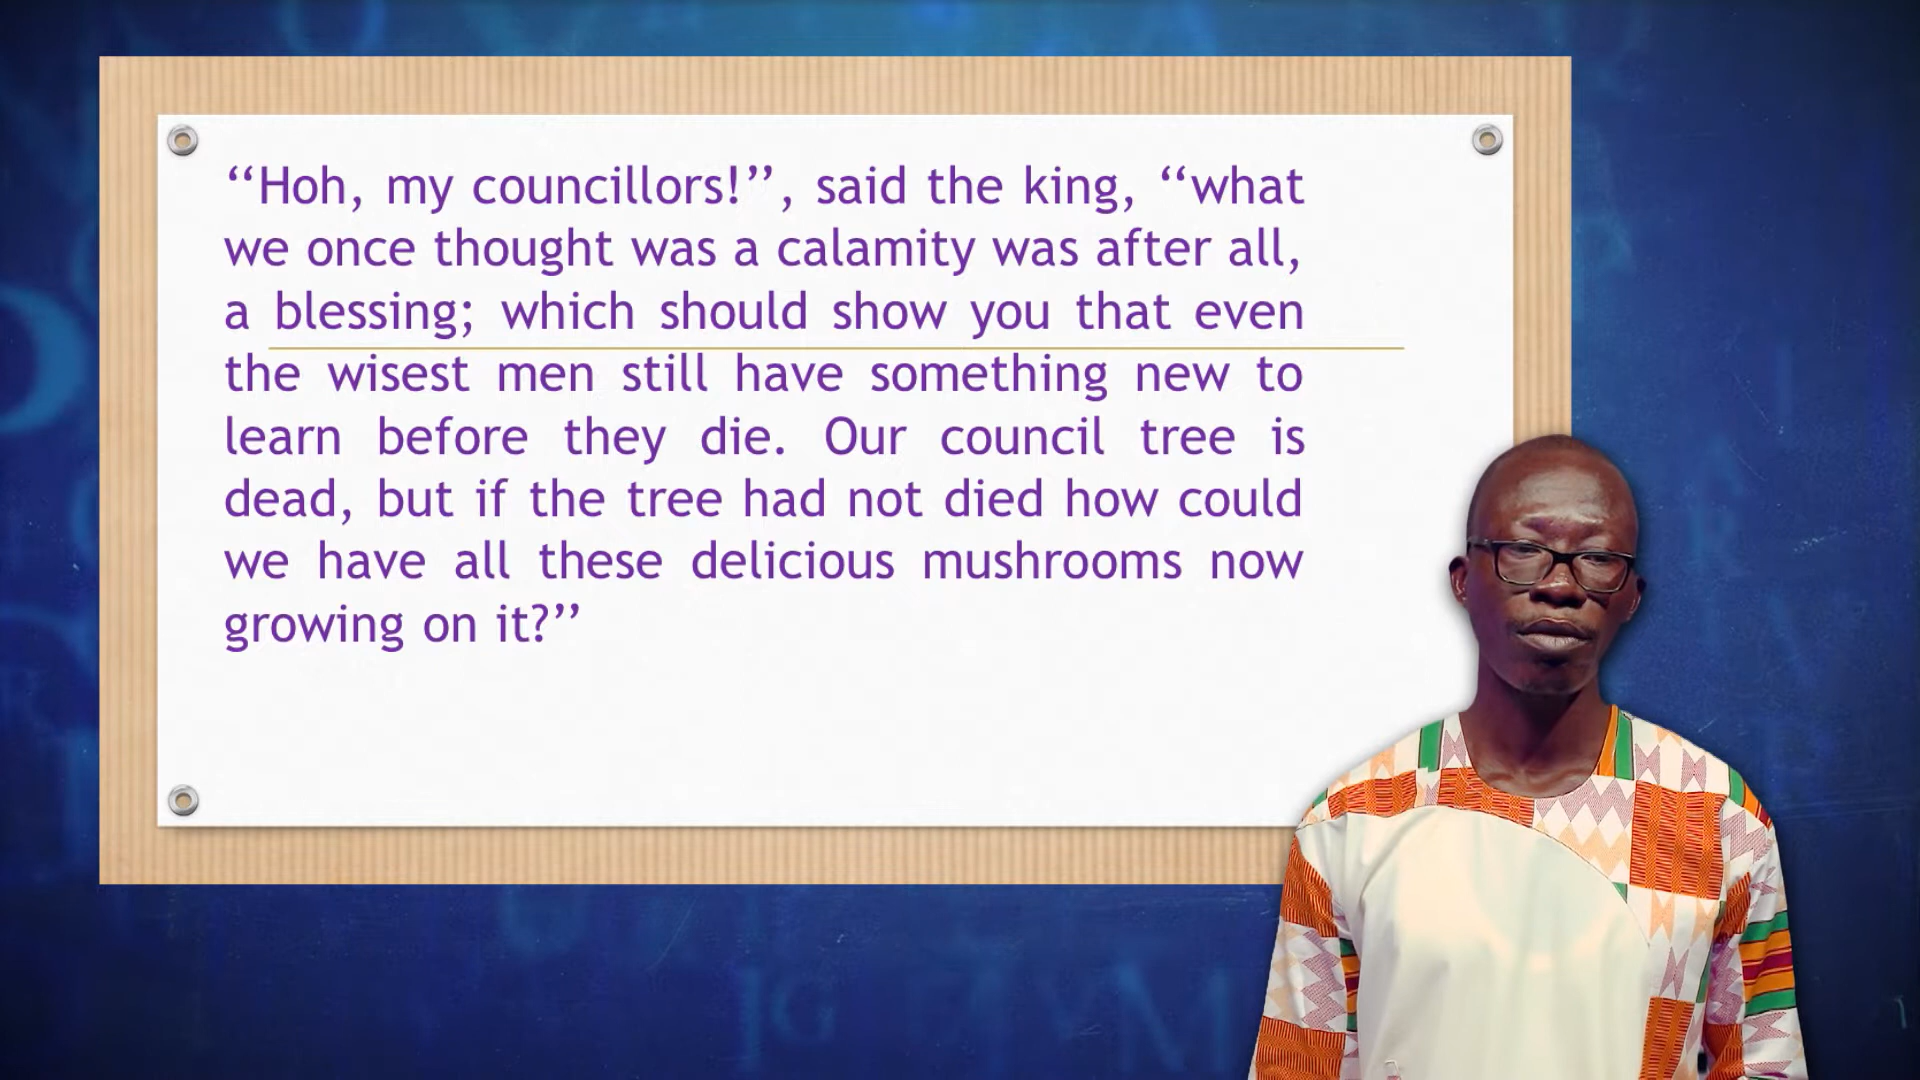 ‘‘Hoh, my councillors!’’, said the king, ‘‘what
we once thought was a calamity was after all,
a blessing; which should show you that even
the wisest men still have something new to
learn before they die. Our council tree is
dead, but if the tree had not died how could
we have all these delicious mushrooms now
growing on it?’’